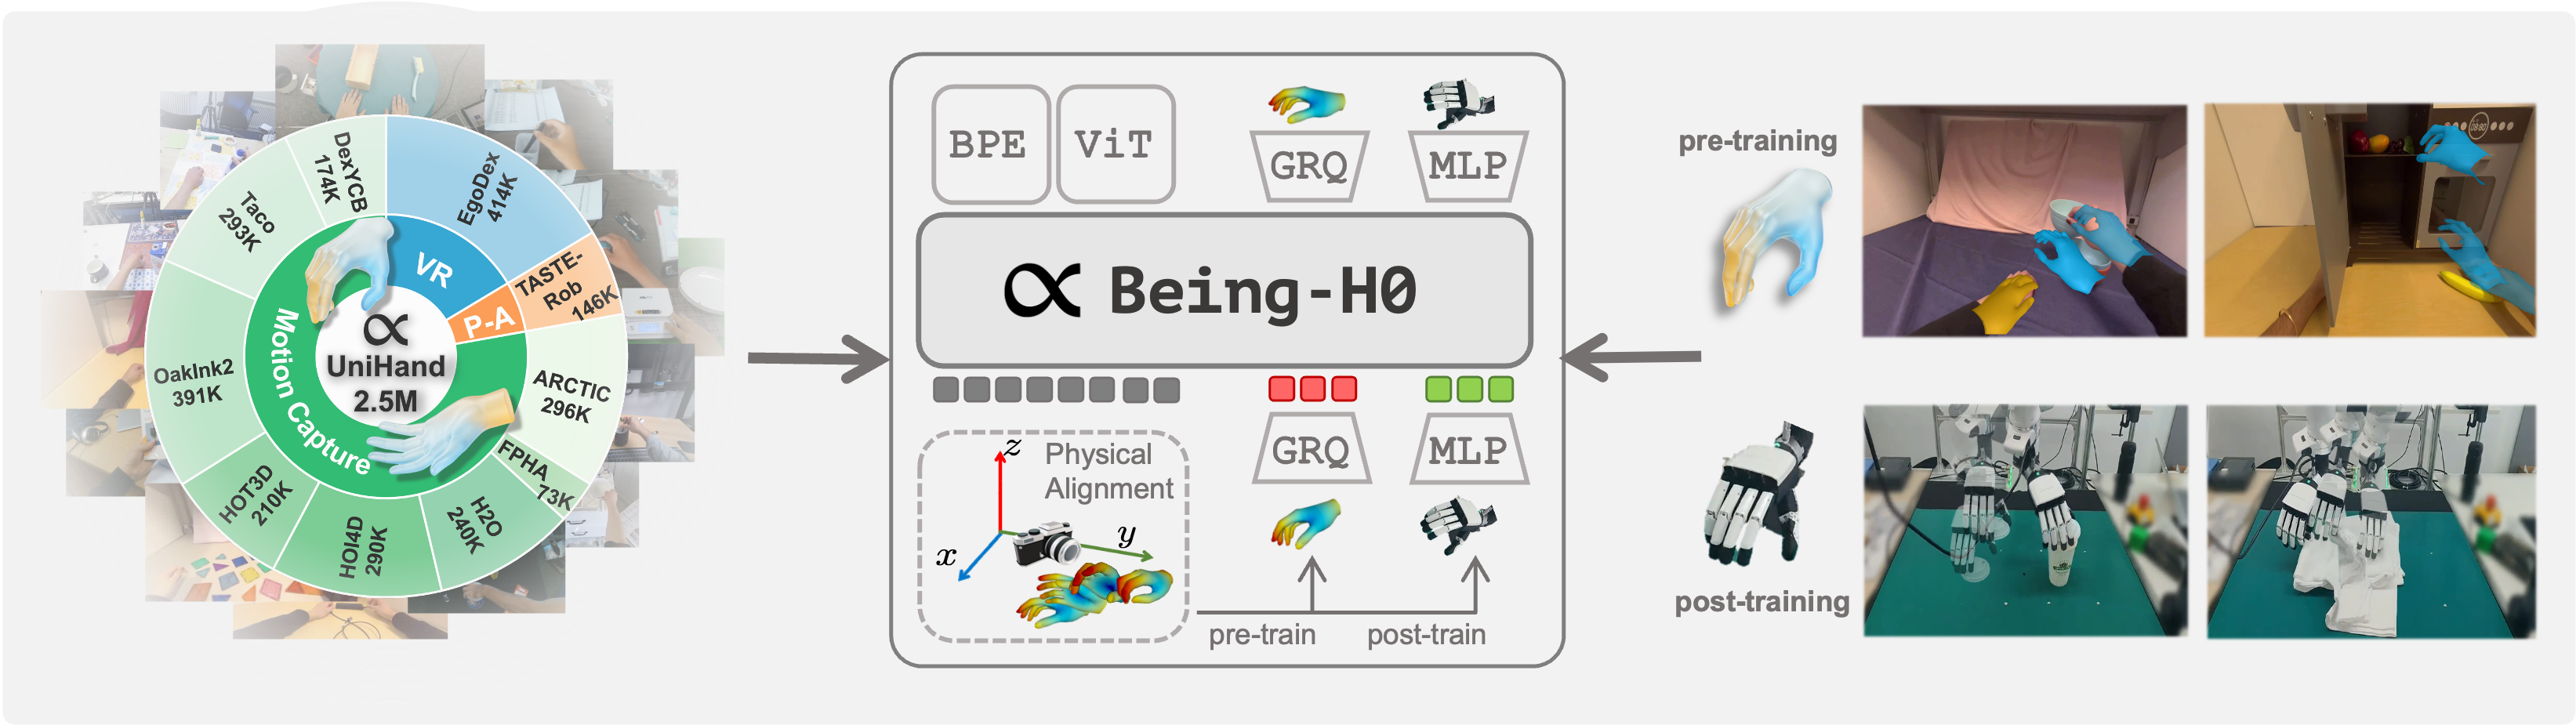 DexYCB
174K
EgoDex
414K
Taco
293K
VR
TASTE-
Rob
146K
P-A
∝
UniHand
2.5M
Motion Capture
OakInk2
391K
ARCTIC
296K
FPHA
73K
HOT3D
210K
HOI4D
290K
H2O
240K
BPE
ViT
GRQ
MLP
∝ Being-H0
z
x
y
Physical
Alignment
GRQ
MLP
pre-train
post-train
pre-training
post-training